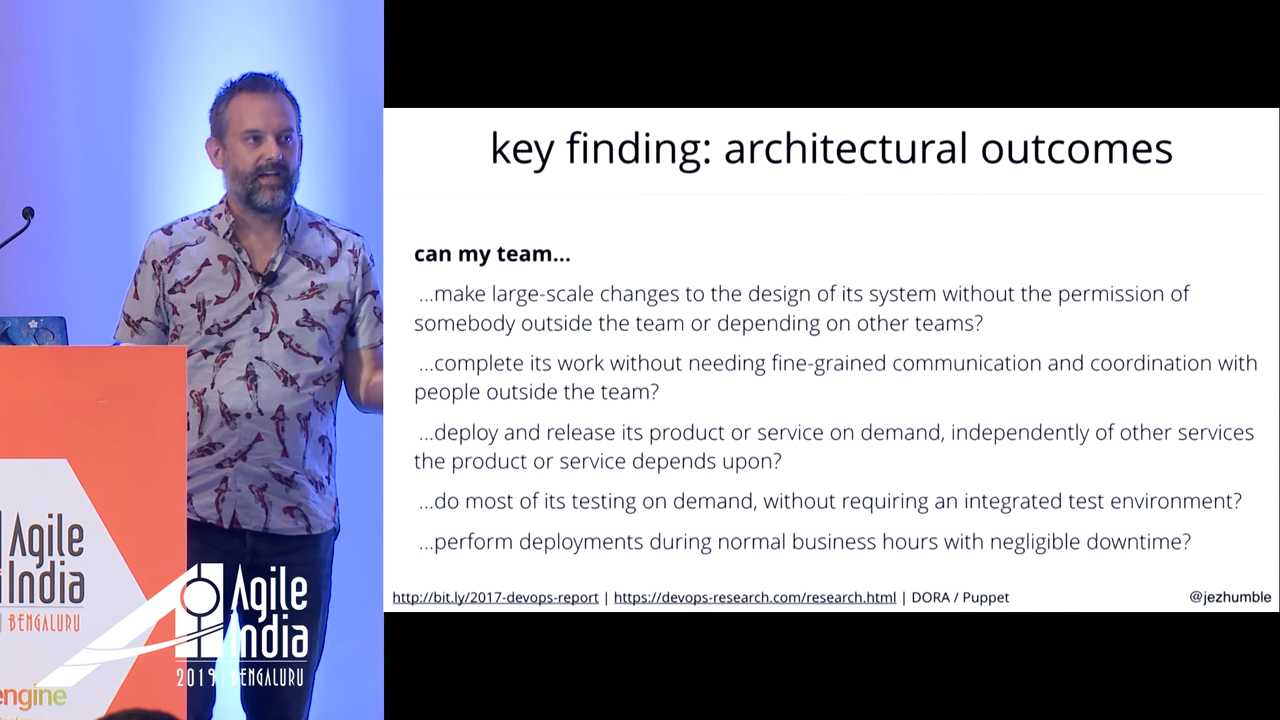 key finding: architectural outcomes
can my team...
...make large-scale changes to the design of its system without the permission of
somebody outside the team or depending on other teams?
...complete its work without needing fine-grained communication and coordination with
people outside the team?
...deploy and release its product or service on demand, independently of other services
the product or service depends upon?
...do most of its testing on demand, without requiring an integrated test environment?
...perform deployments during normal business hours with negligible downtime?
http://bit.ly/2017-devops-report | https://devops-research.com/research.html | DORA / Puppet
@jezhumble
Agile
India
BENGALURU
engine
Agile
India
2019 | BENGALURU